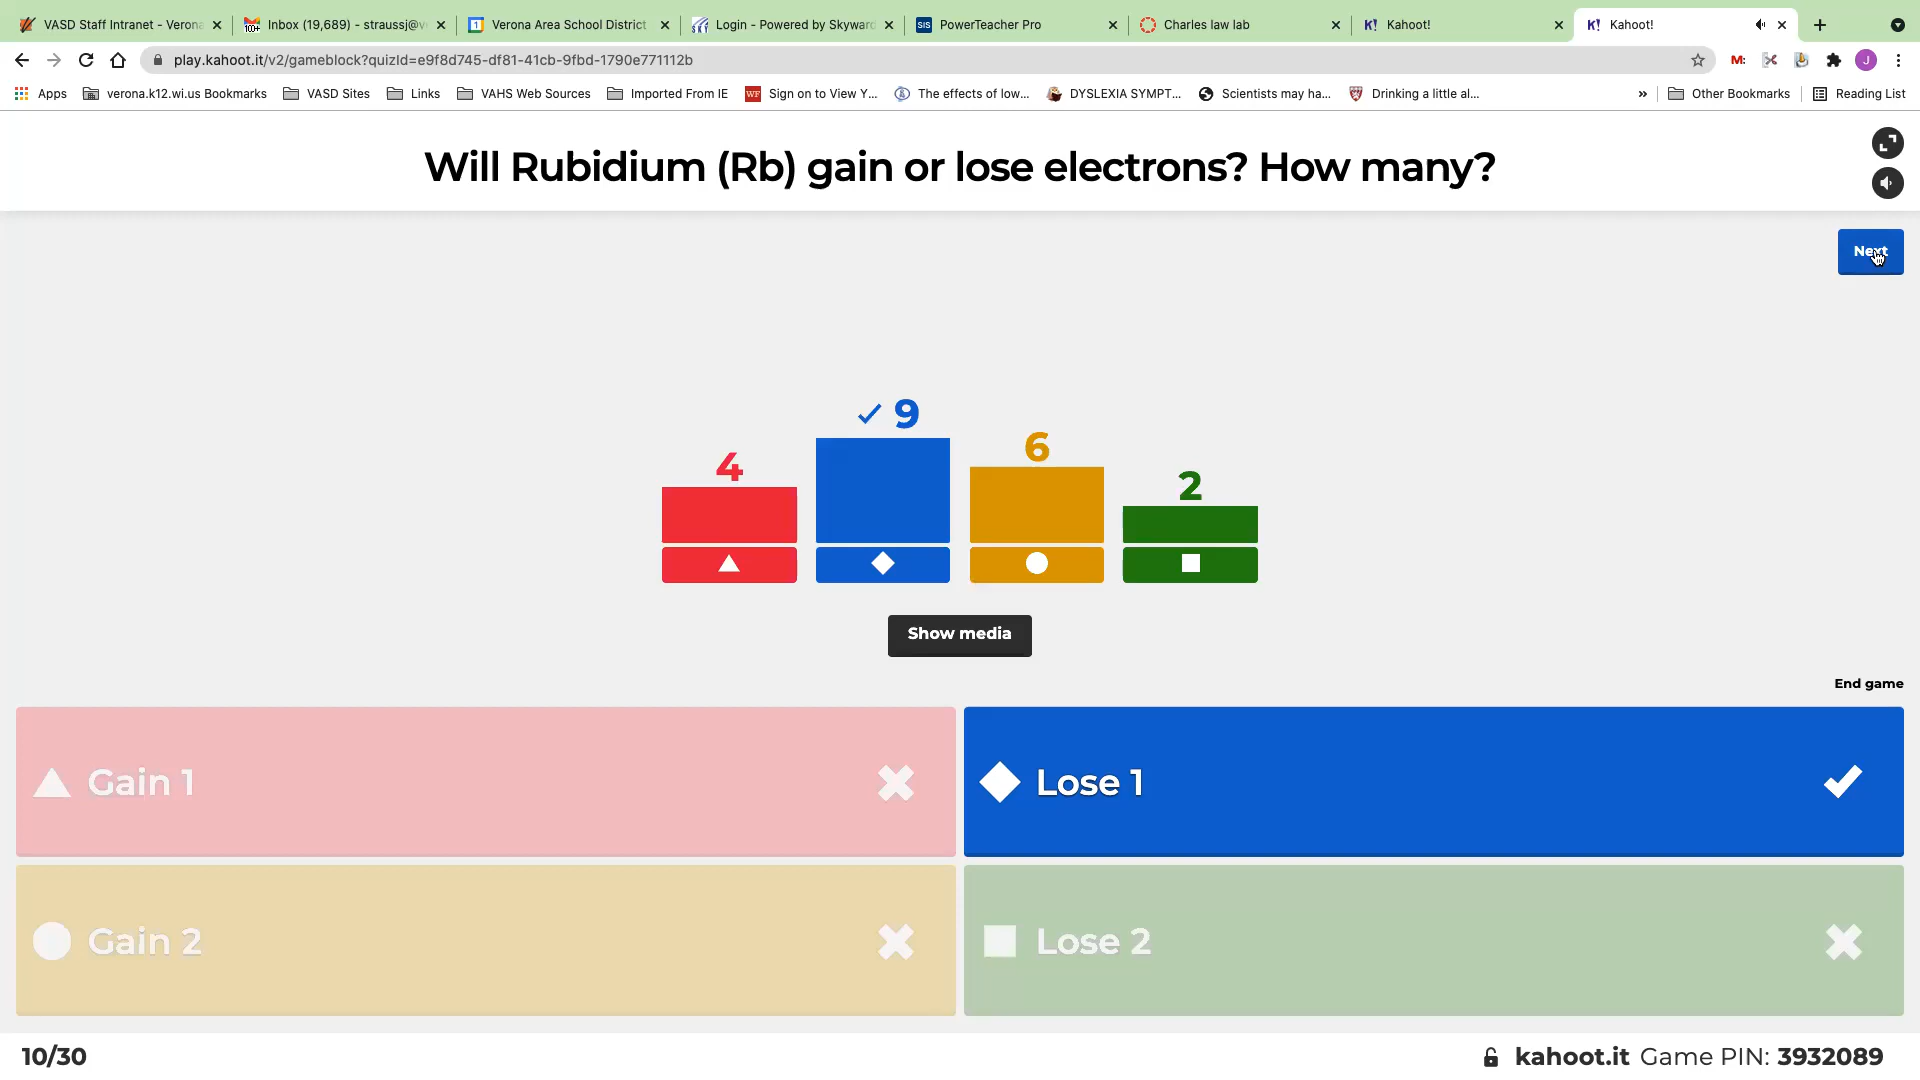 VASD Staff Intranet - Verona
Inbox (19,689) - straussj@v
Verona Area School District
Login - Powered by Skyward
PowerTeacher Pro
Charles law lab
Kahoot!
Kahoot!
play.kahoot.it/v2/gameblock?quizId=e9f8d745-df81-41cb-9fbd-1790e771112b
Apps
verona.k12.wi.us Bookmarks
VASD Sites
Links
VAHS Web Sources
Imported From IE
Sign on to View Y...
The effects of low...
DYSLEXIA SYMPT...
Scientists may ha...
Drinking a little al...
»
Other Bookmarks
Reading List
Will Rubidium (Rb) gain or lose electrons? How many?
Next
4
9
6
2
Show media
End game
Gain 1
Lose 1
Gain 2
Lose 2
10/30
kahoot.it Game PIN: 3932089